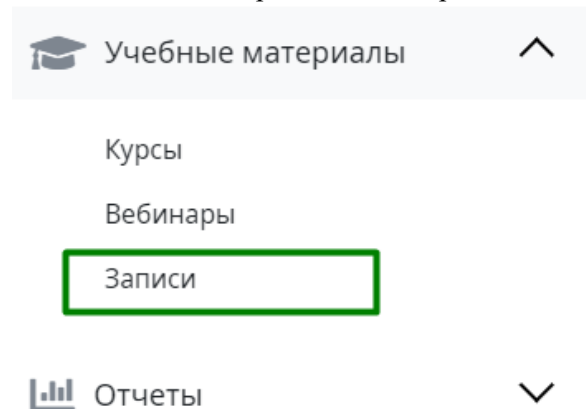 Учебные материалы
Курсы
Вебинары
Записи
Отчеты